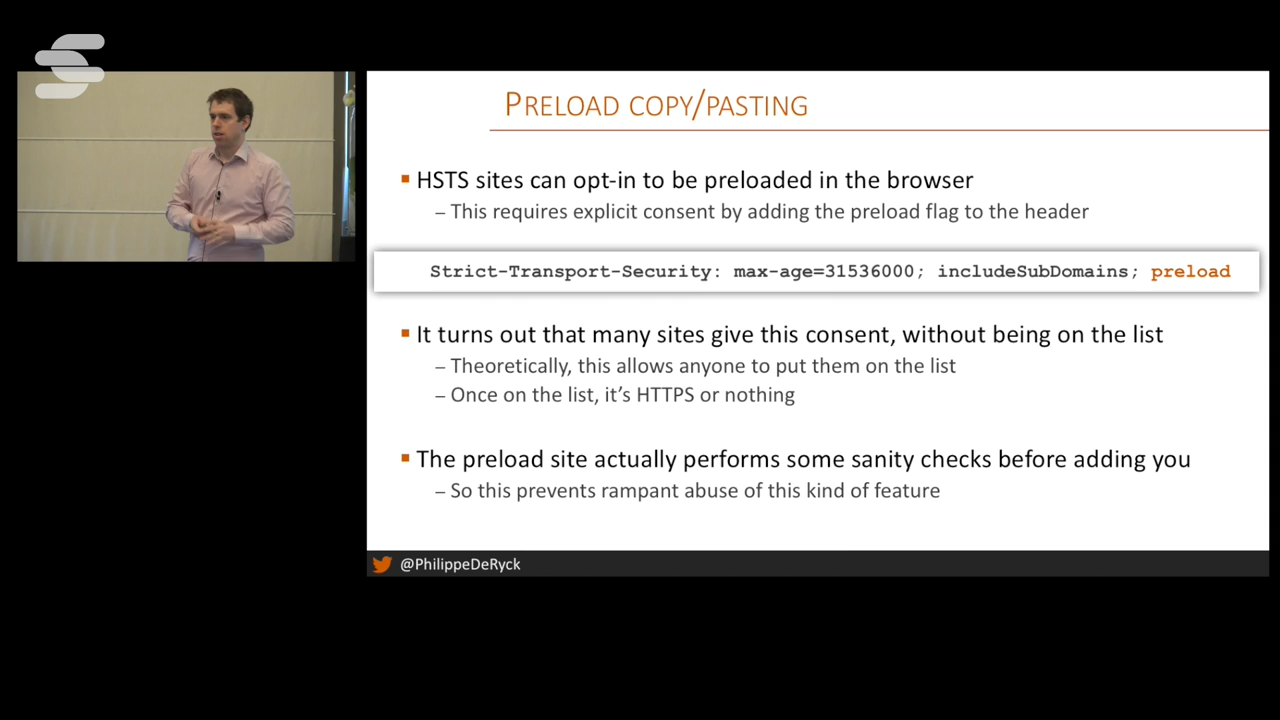 PRELOAD COPY/PASTING
HSTS sites can opt-in to be preloaded in the browser
– This requires explicit consent by adding the preload flag to the header
Strict-Transport-Security: max-age=31536000; includeSubDomains; preload
It turns out that many sites give this consent, without being on the list
– Theoretically, this allows anyone to put them on the list
– Once on the list, it’s HTTPS or nothing
The preload site actually performs some sanity checks before adding you
– So this prevents rampant abuse of this kind of feature
@PhilippeDeRyck